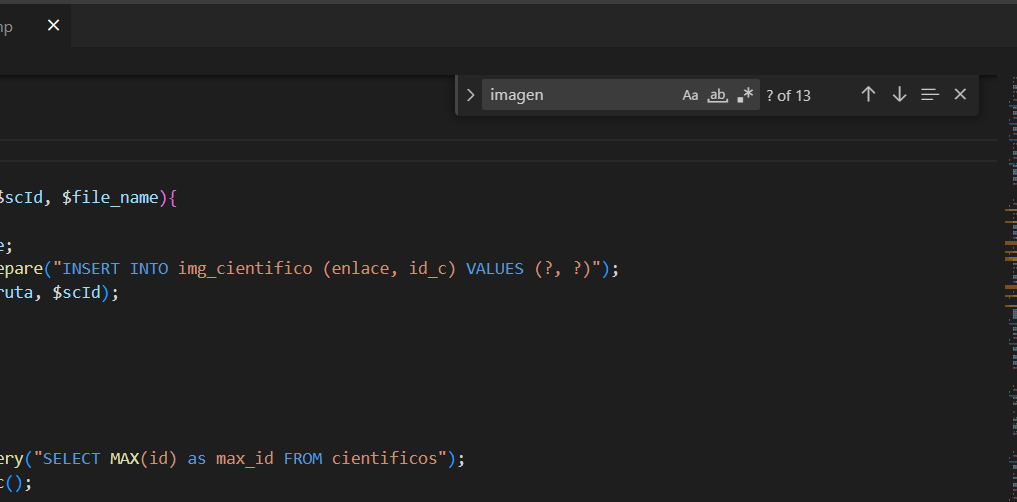 np
imagen Aa ab .* ? of 13
$scId, $file_name){
e;
epare("INSERT INTO img_cientifico (enlace, id_c) VALUES (?, ?)");
ruta, $scId);
ery("SELECT MAX(id) as max_id FROM cientificos");
c();